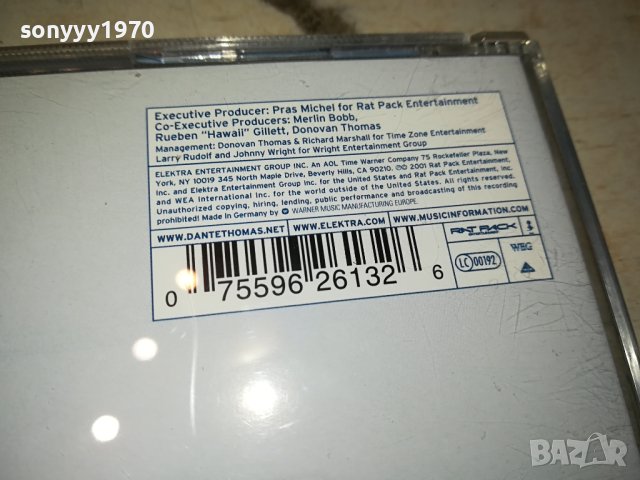 sonyyy1970
Executive Producer: Pras Michel for Rat Pack Entertainment
Co-Executive Producers: Merlin Bobb,
Rueben "Hawaii" Gillett, Donovan Thomas
Management: Donovan Thomas & Richard Marshall for Time Zone Entertainment
Larry Rudolf and Johnny Wright for Wright Entertainment Group
ELEKTRA ENTERTAINMENT GROUP INC. AN AOL Time Warner Company 75 Rockefeller Plaza, New
York, NY 10019 345 North Maple Drive, Beverly Hills, CA 90210. ℗© 2001 Rat Pack Entertainment,
Inc. and Elektra Entertainment Group Inc. for the United States and Rat Pack Entertainment, Inc.
and WEA International Inc. for the world outside of the United States. All rights reserved.
Unauthorized copying, hiring, lending, public performance and broadcasting of this recording
prohibited! Made In Germany by WARNER MUSIC MANUFACTURING EUROPE.
WWW.DANTETHOMAS.NET WWW.ELEKTRA.COM WWW.MUSICINFORMATION.COM RAT PACK
LC 00192 WBG
0 75596 26132 6
BAZAR